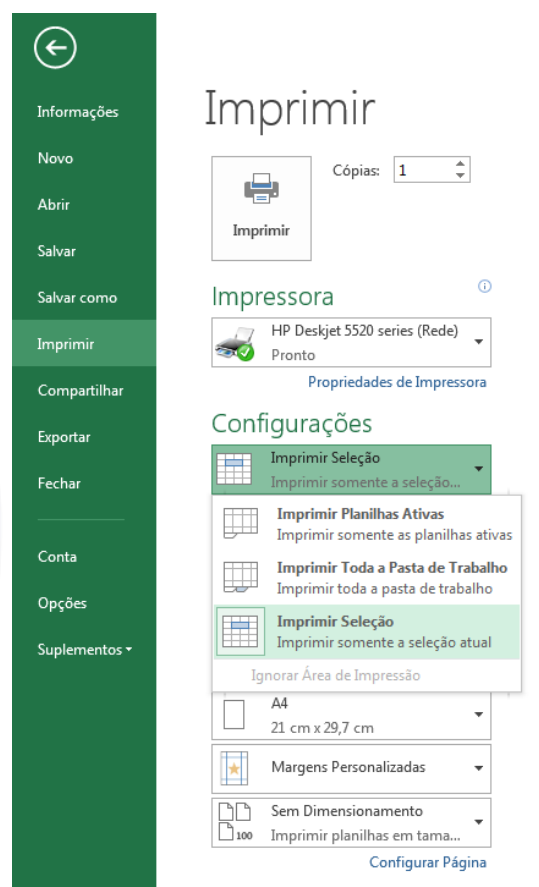 Informações
Novo
Abrir
Salvar
Salvar como
Imprimir
Compartilhar
Exportar
Fechar
Conta
Opções
Suplementos
Imprimir
Imprimir
Cópias: 1
Impressora
HP Deskjet 5520 series (Rede)
Pronto
Propriedades de Impressora
Configurações
Imprimir Seleção
Imprimir somente a seleção...
Imprimir Planilhas Ativas
Imprimir somente as planilhas ativas
Imprimir Toda a Pasta de Trabalho
Imprimir toda a pasta de trabalho
Imprimir Seleção
Imprimir somente a seleção atual
Ignorar Área de Impressão
A4
21 cm x 29,7 cm
Margens Personalizadas
Sem Dimensionamento
100 Imprimir planilhas em tama...
Configurar Página